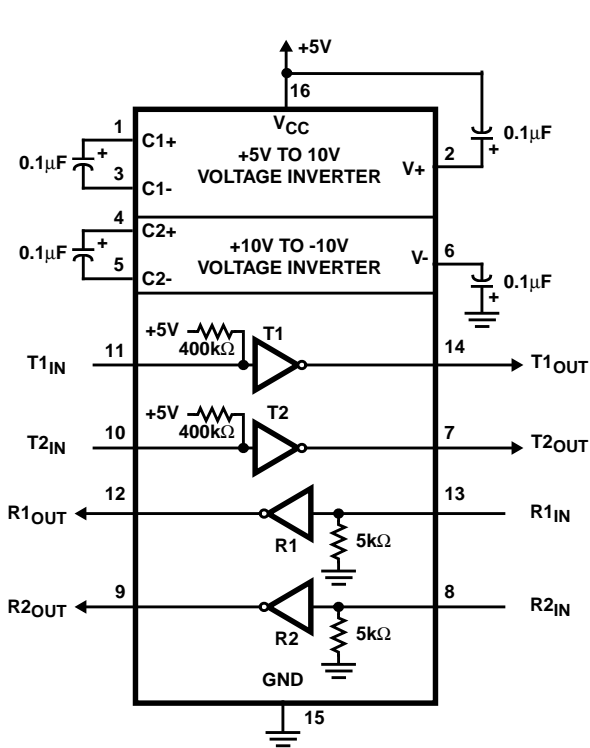 +5V
16
VCC
1
C1+
+
0.1μF
3
C1-
+5V TO 10V
VOLTAGE INVERTER
V+
2
0.1μF
+
4
C2+
+
0.1μF
5
C2-
+10V TO -10V
VOLTAGE INVERTER
V-
6
0.1μF
+
+5V
400kΩ
T1
T1IN
11
14
T1OUT
+5V
400kΩ
T2
T2IN
10
7
T2OUT
R1OUT
12
R1
13
R1IN
5kΩ
R2OUT
9
R2
8
R2IN
5kΩ
GND
15